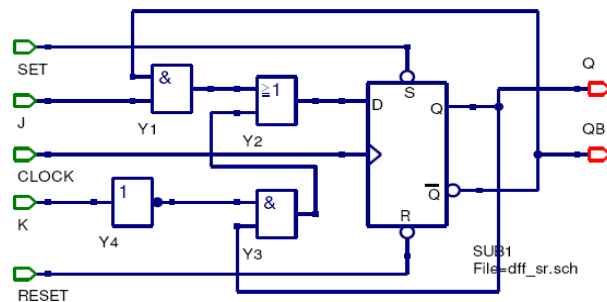 SET
Q
&
≧1
J
D
S
Q
Y1
Y2
QB
CLOCK
1
&
Q
K
R
Y4
Y3
SUB1
File=dff_sr.sch
RESET